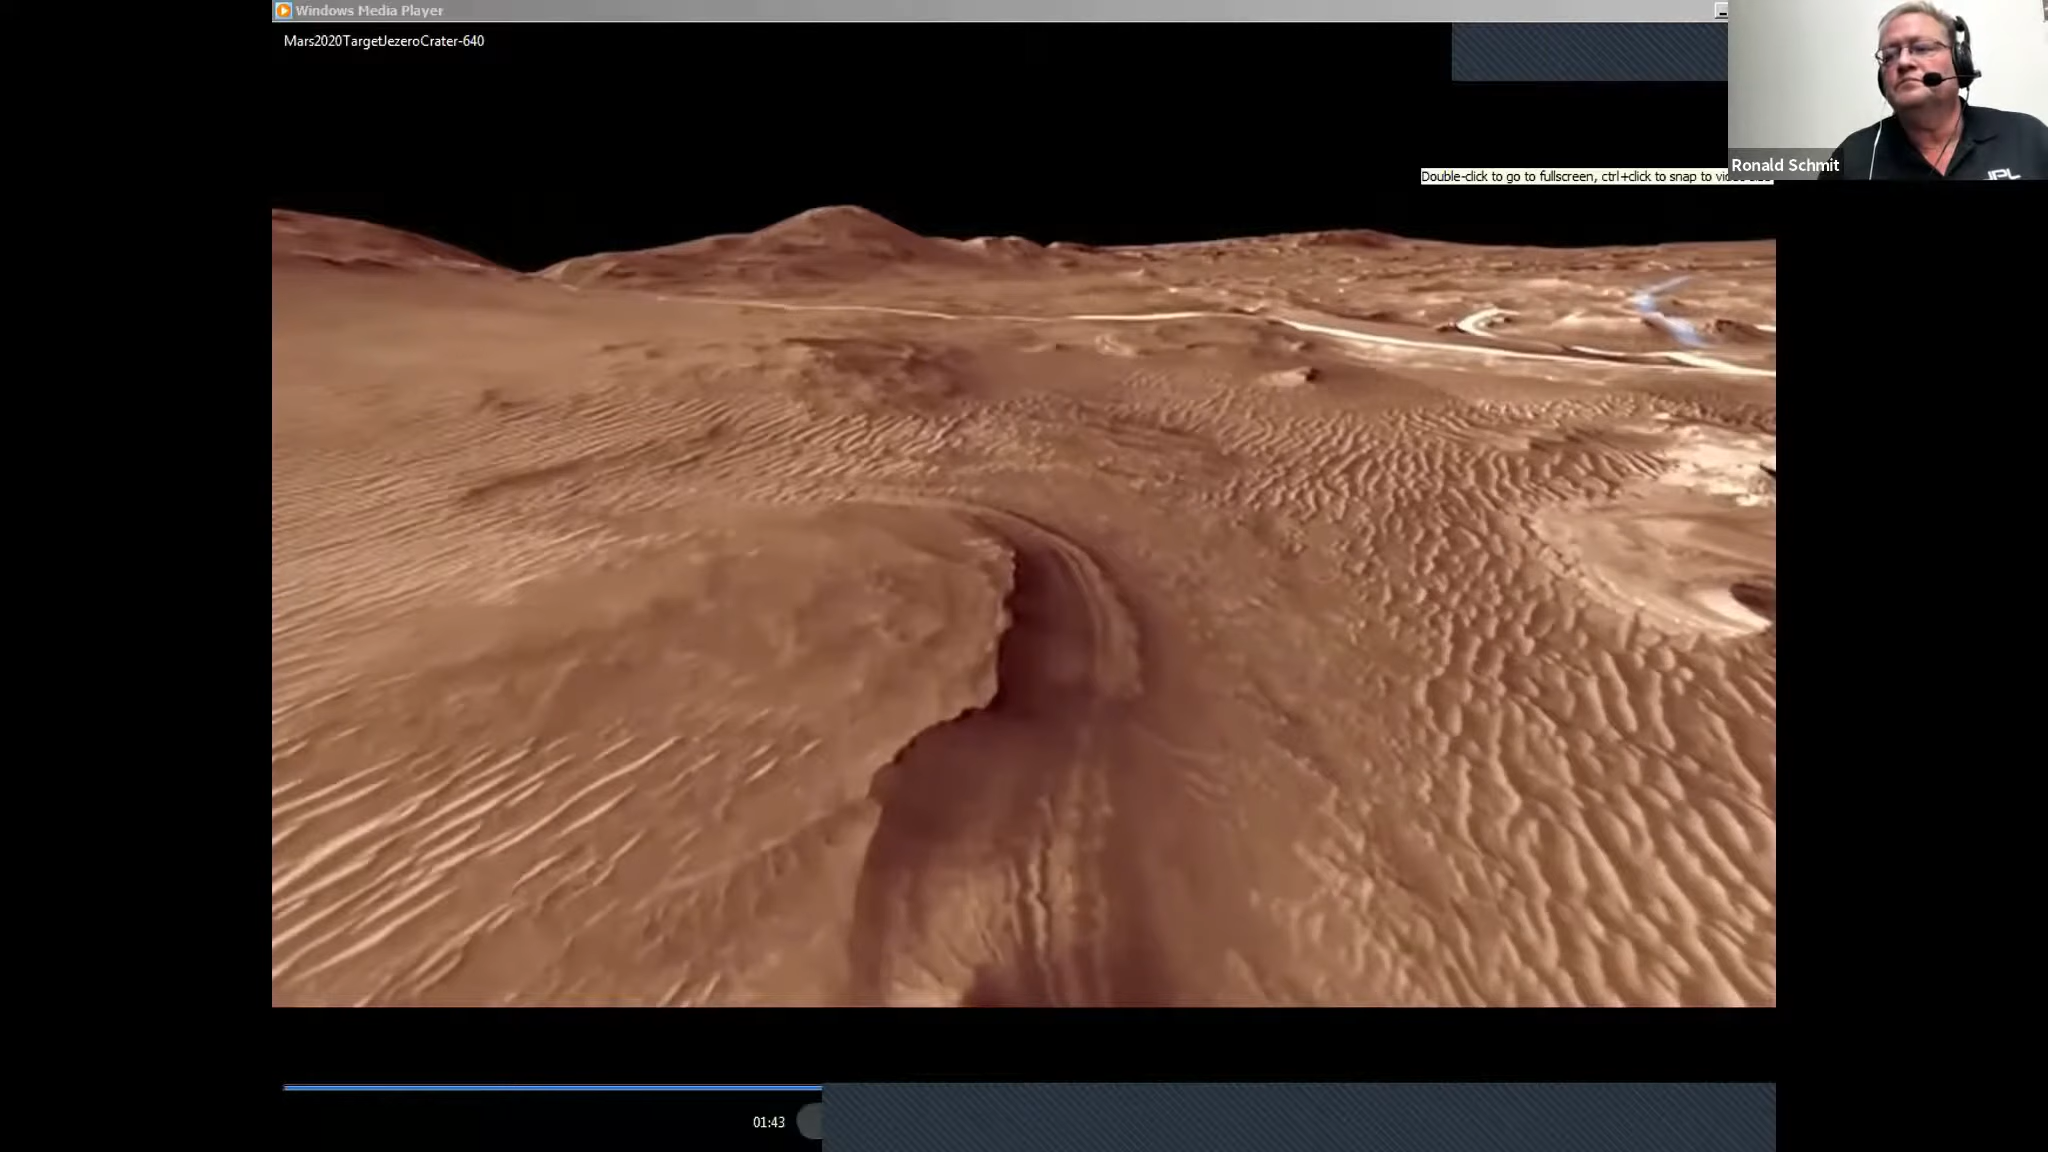 Windows Media Player
Mars2020TargetJezeroCrater-640
Ronald Schmit
Double-click to go to fullscreen, ctrl+click to snap to
JPL
01:43